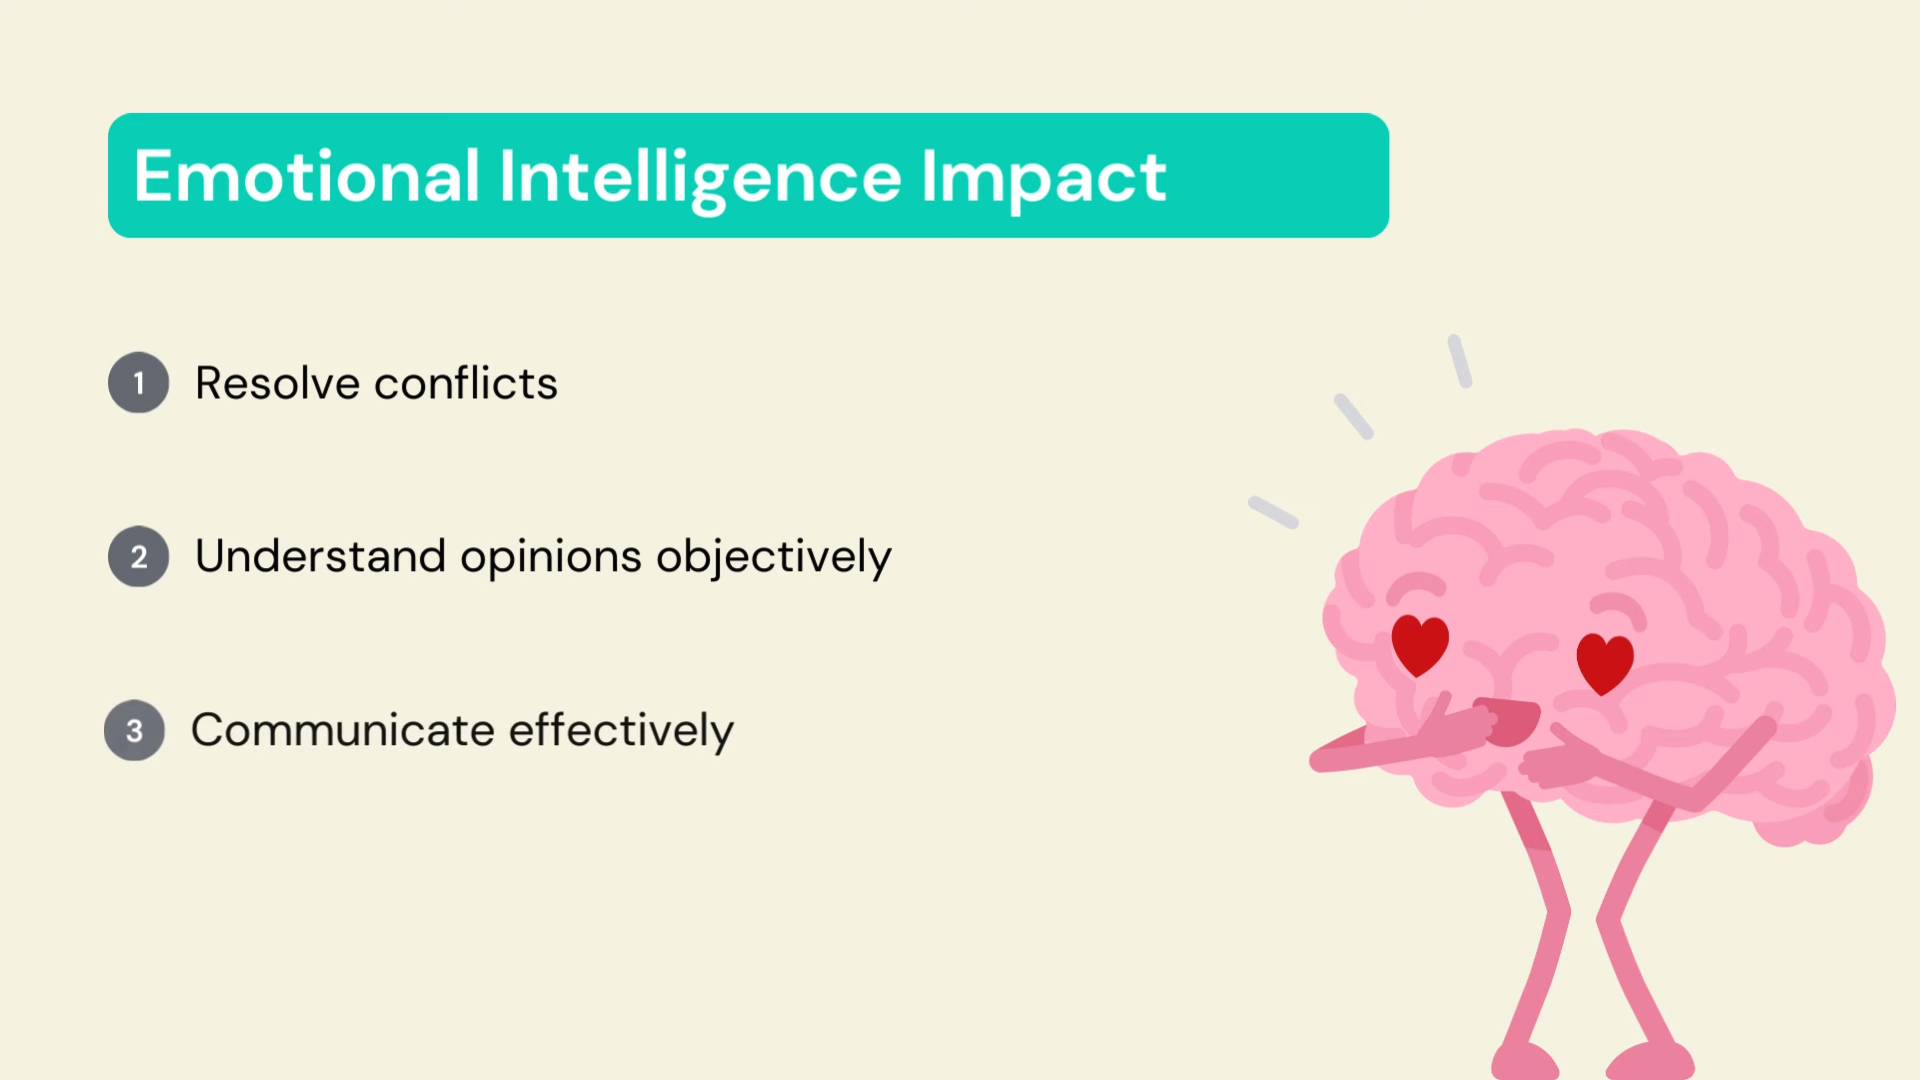 Emotional Intelligence Impact
1 Resolve conflicts
2 Understand opinions objectively
3 Communicate effectively